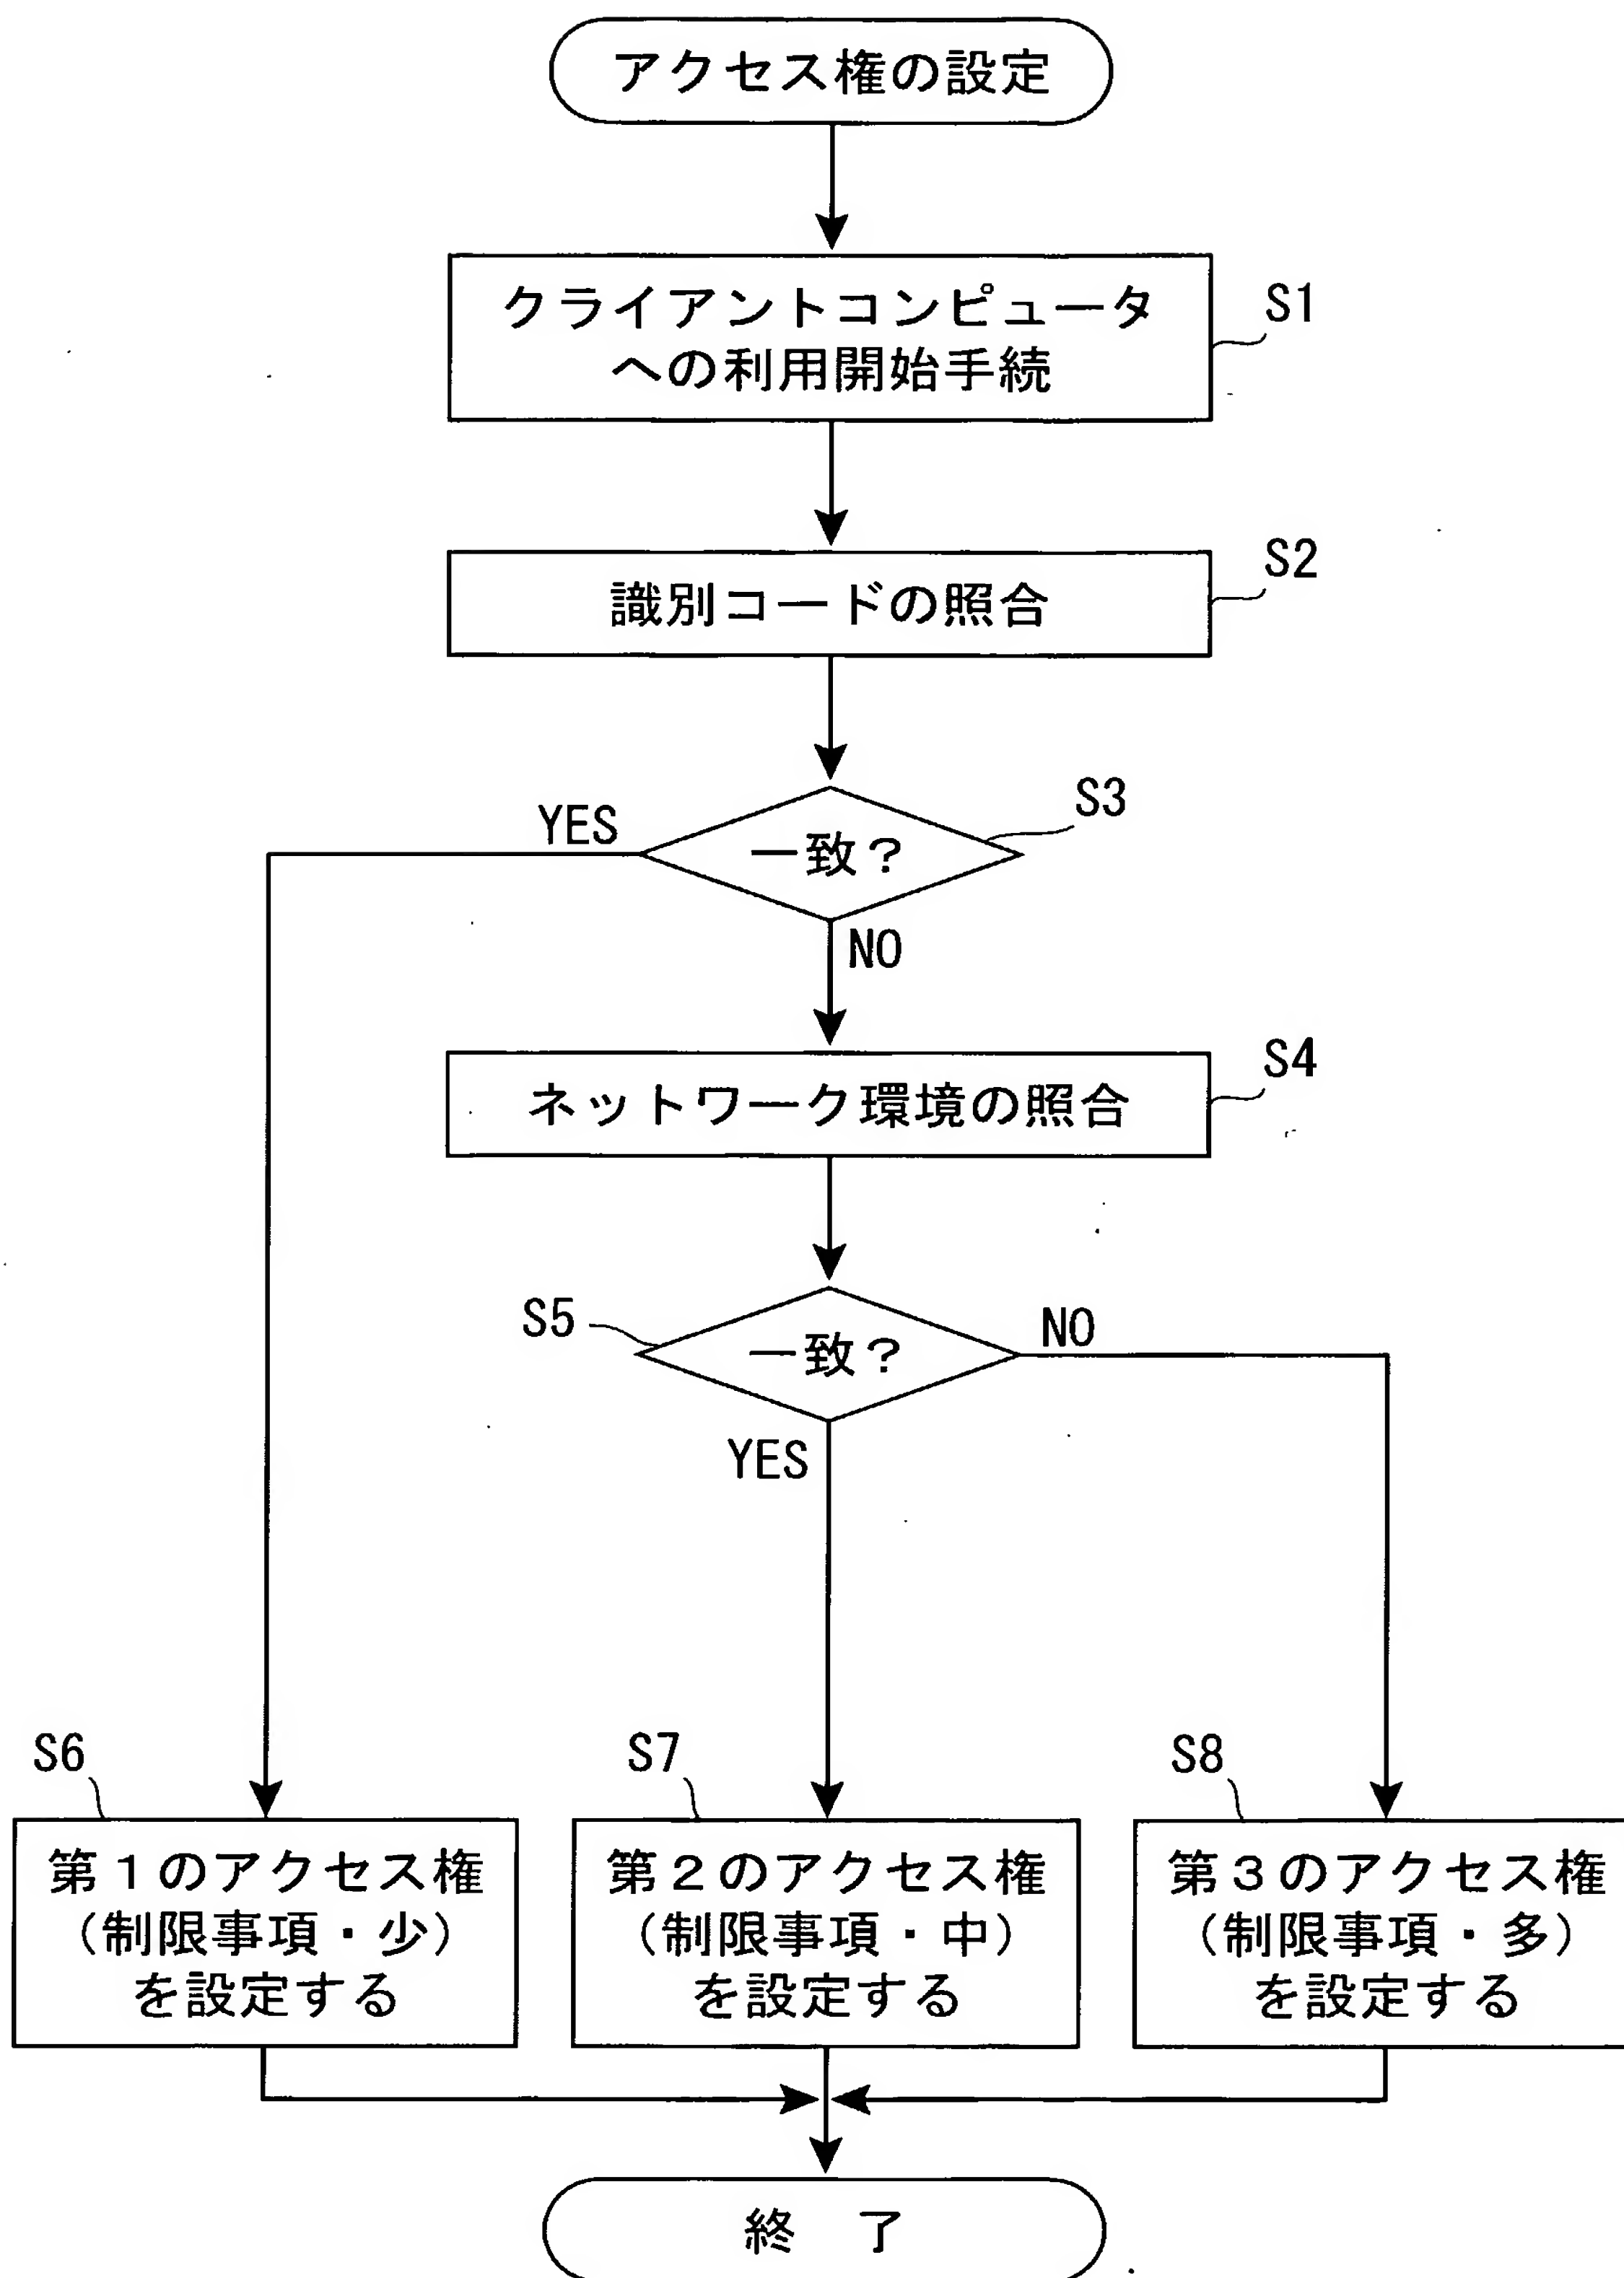 アクセス権の設定
クライアントコンピュータ
への利用開始手続
S1
識別コードの照合
S2
一致？
S3
YES
NO
ネットワーク環境の照合
S4
一致？
S5
NO
YES
S6
第１のアクセス権
（制限事項・少）
を設定する
S7
第２のアクセス権
（制限事項・中）
を設定する
S8
第３のアクセス権
（制限事項・多）
を設定する
終　了